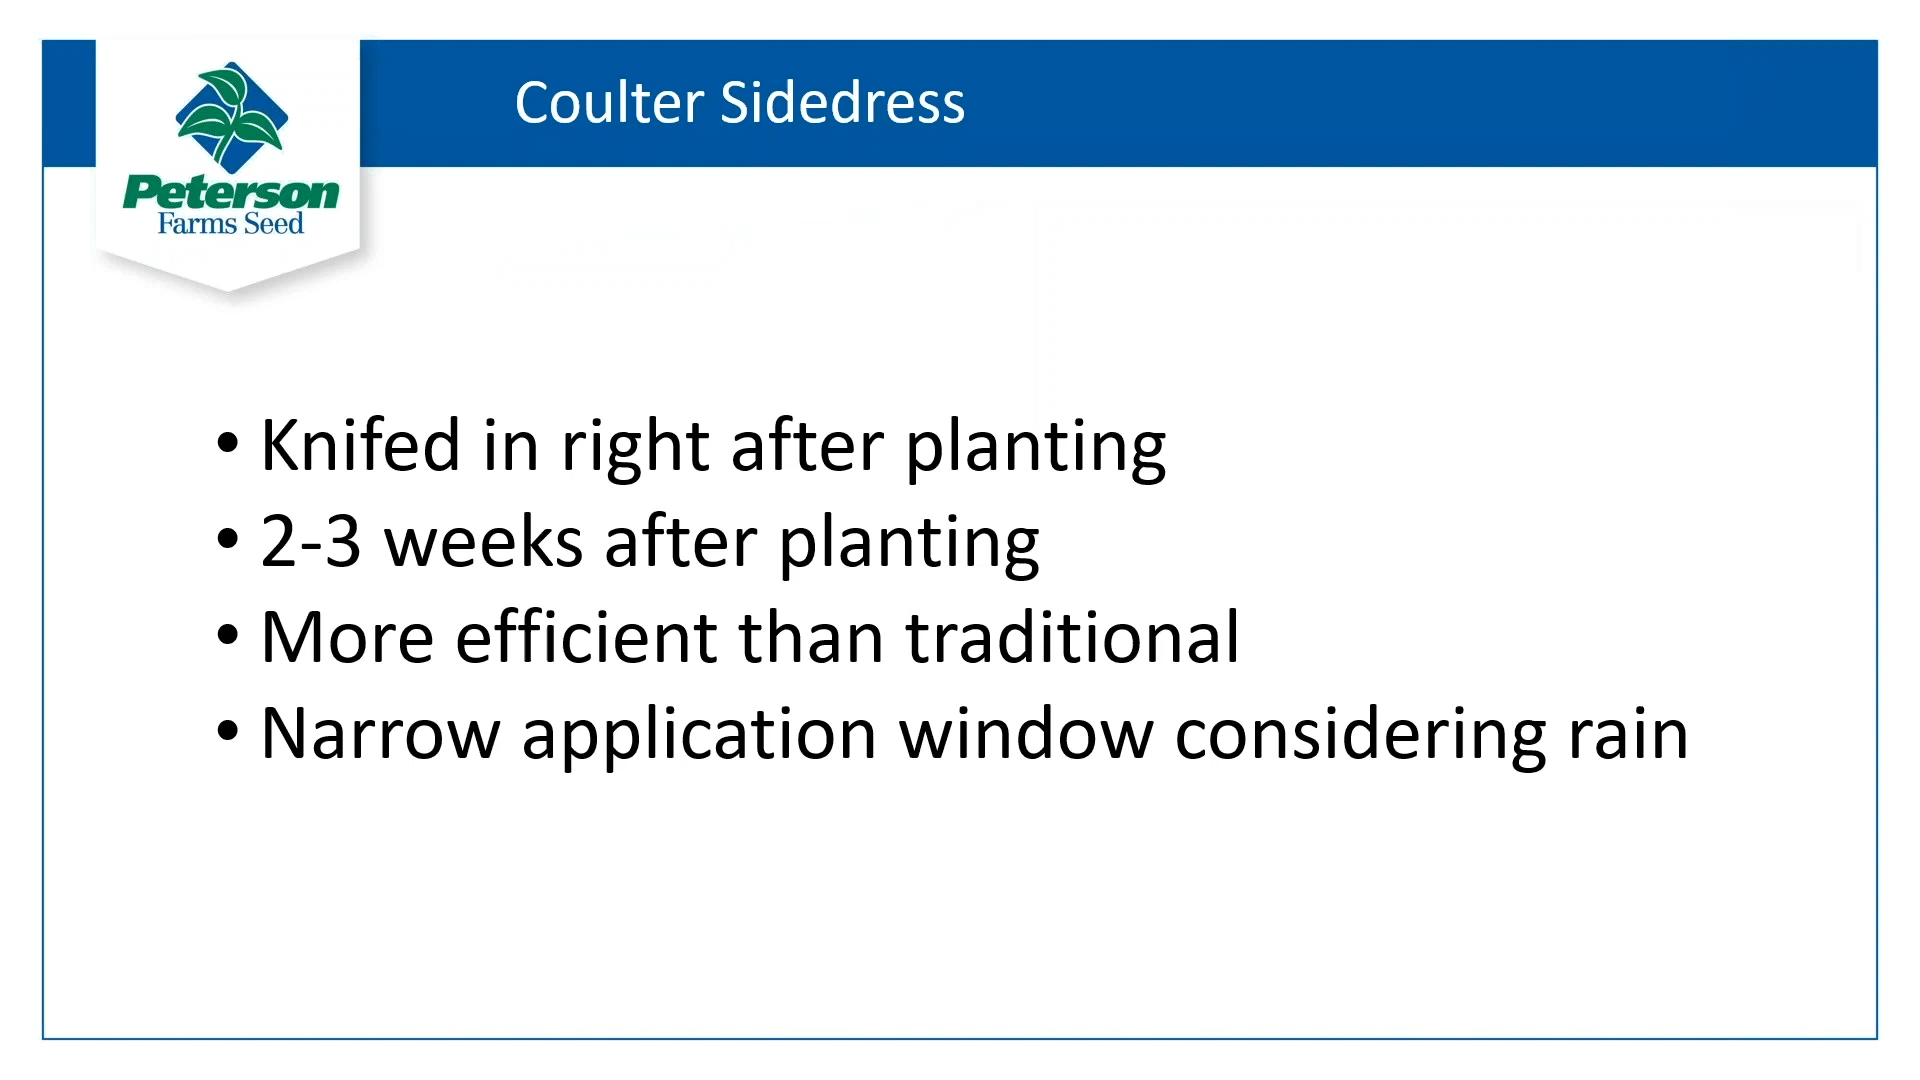 Coulter Sidedress
Peterson
Farms Seed
• Knifed in right after planting
• 2-3 weeks after planting
• More efficient than traditional
• Narrow application window considering rain